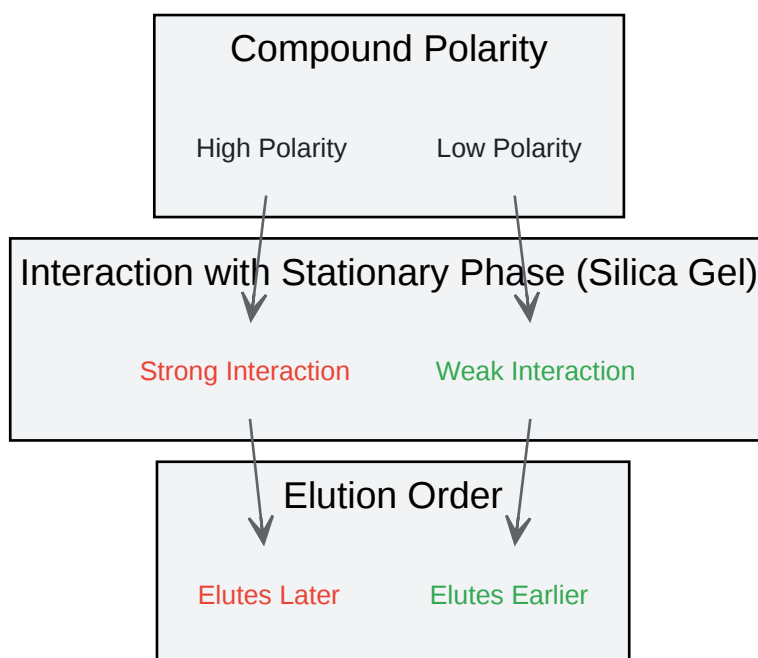 Compound Polarity
High Polarity Low Polarity
Interaction with Stationary Phase (Silica Gel)
Strong Interaction Weak Interaction
Elution Order
Elutes Later Elutes Earlier